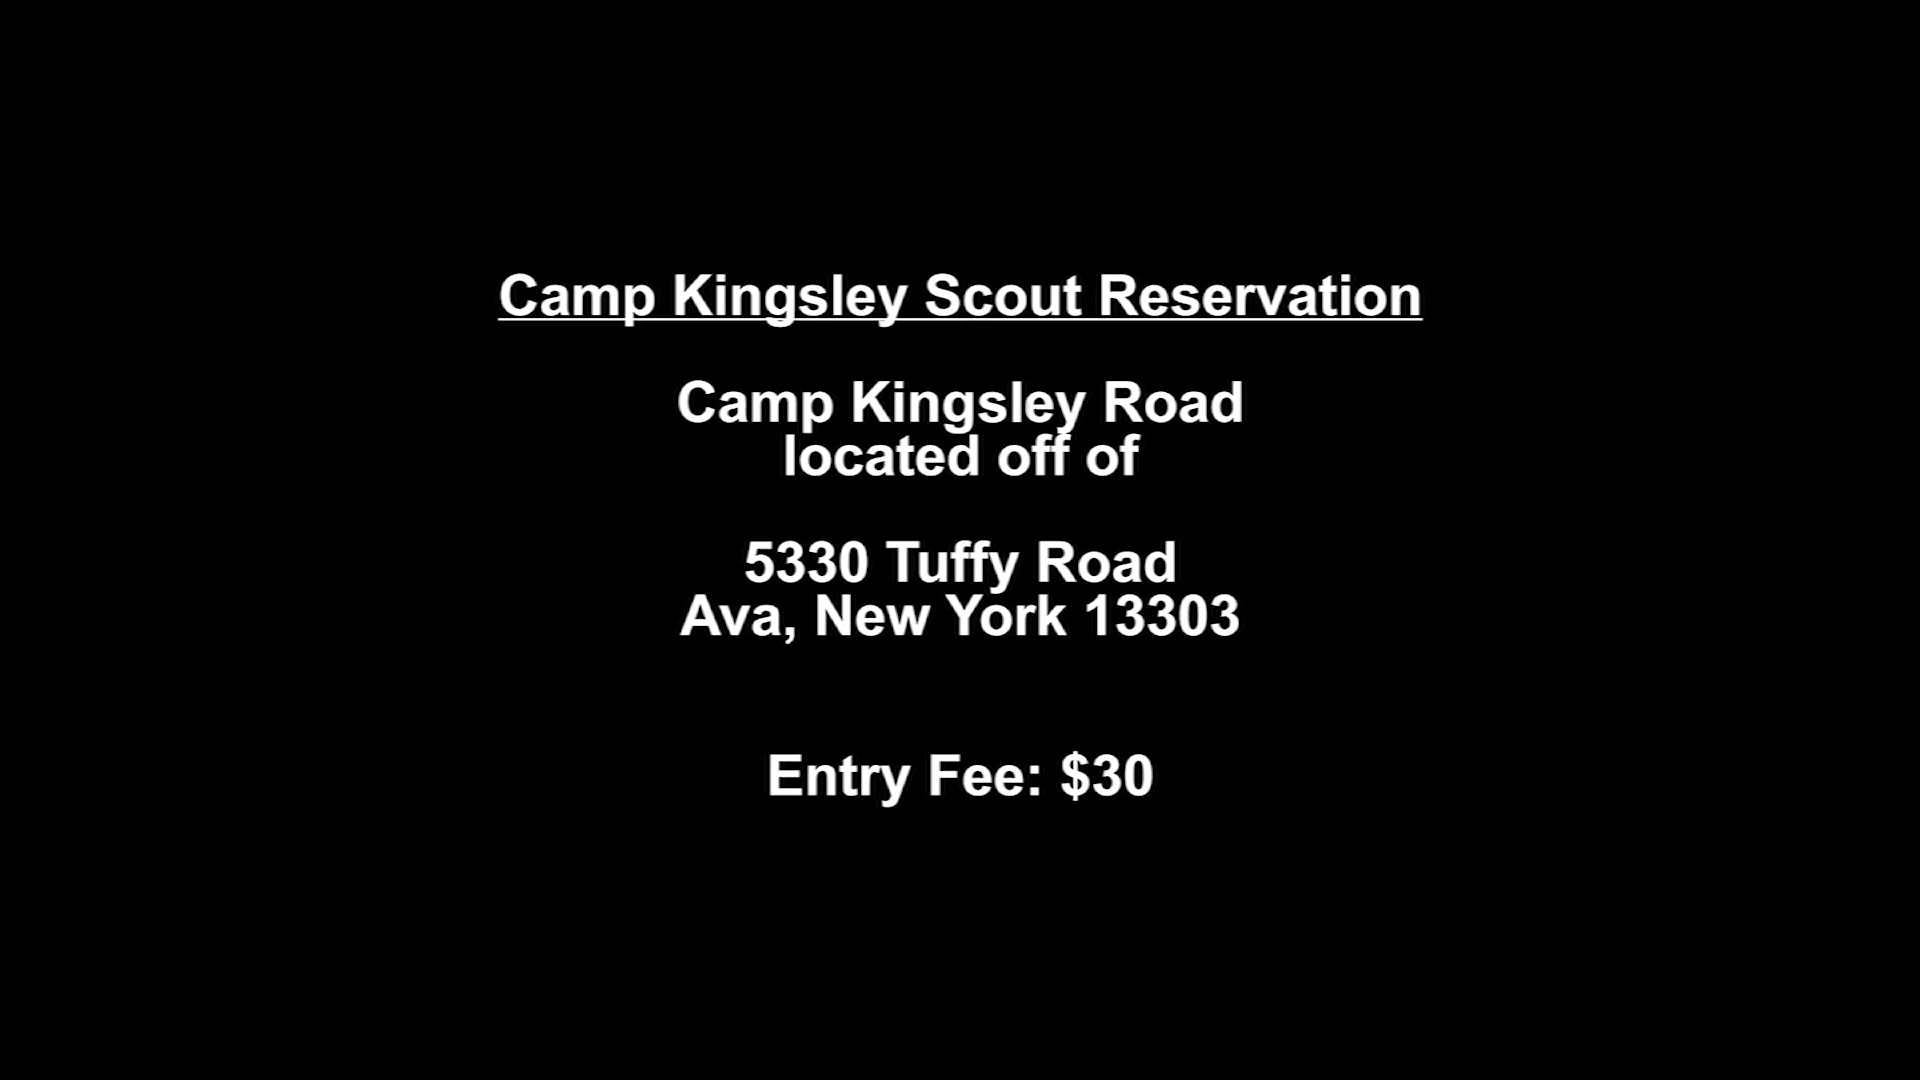 Camp Kingsley Scout Reservation
Camp Kingsley Road
located off of
5330 Tuffy Road
Ava, New York 13303
Entry Fee: $30